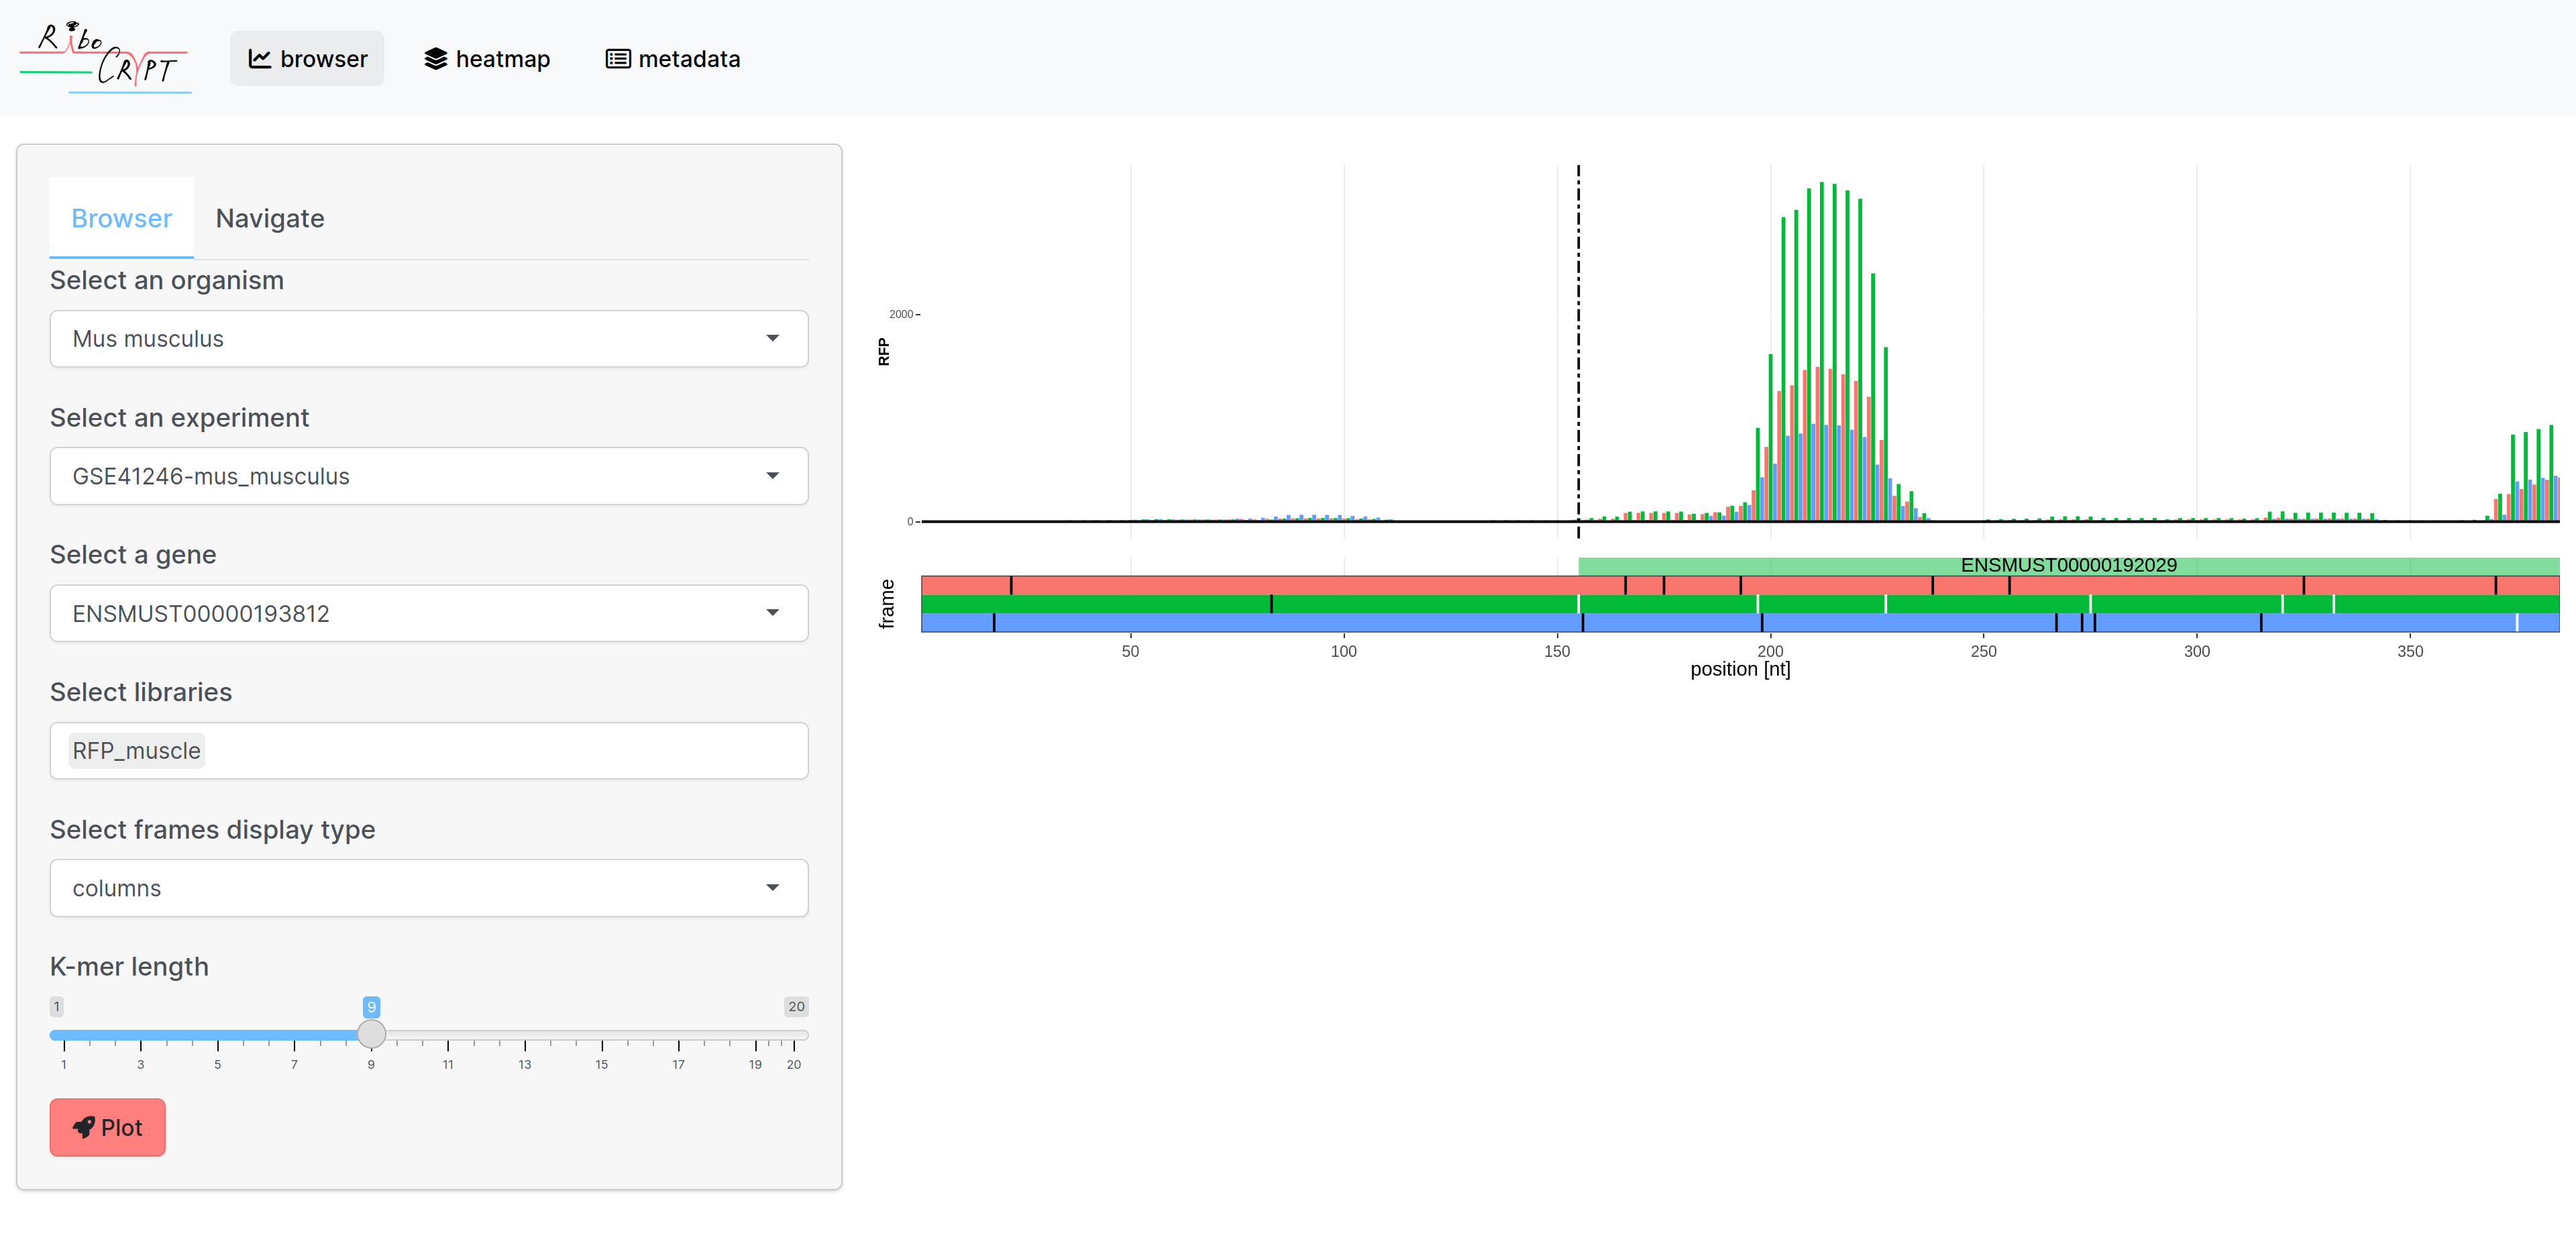 Ribo
CRYPT
browser
heatmap
metadata
Browser
Navigate
Select an organism
Mus musculus
Select an experiment
GSE41246-mus_musculus
Select a gene
ENSMUST00000193812
Select libraries
RFP_muscle
Select frames display type
columns
K-mer length
1
9
20
1 3 5 7 9 11 13 15 17 19 20
Plot
2000
RFP
0
ENSMUST00000192029
frame
50 100 150 200 250 300 350
position [nt]